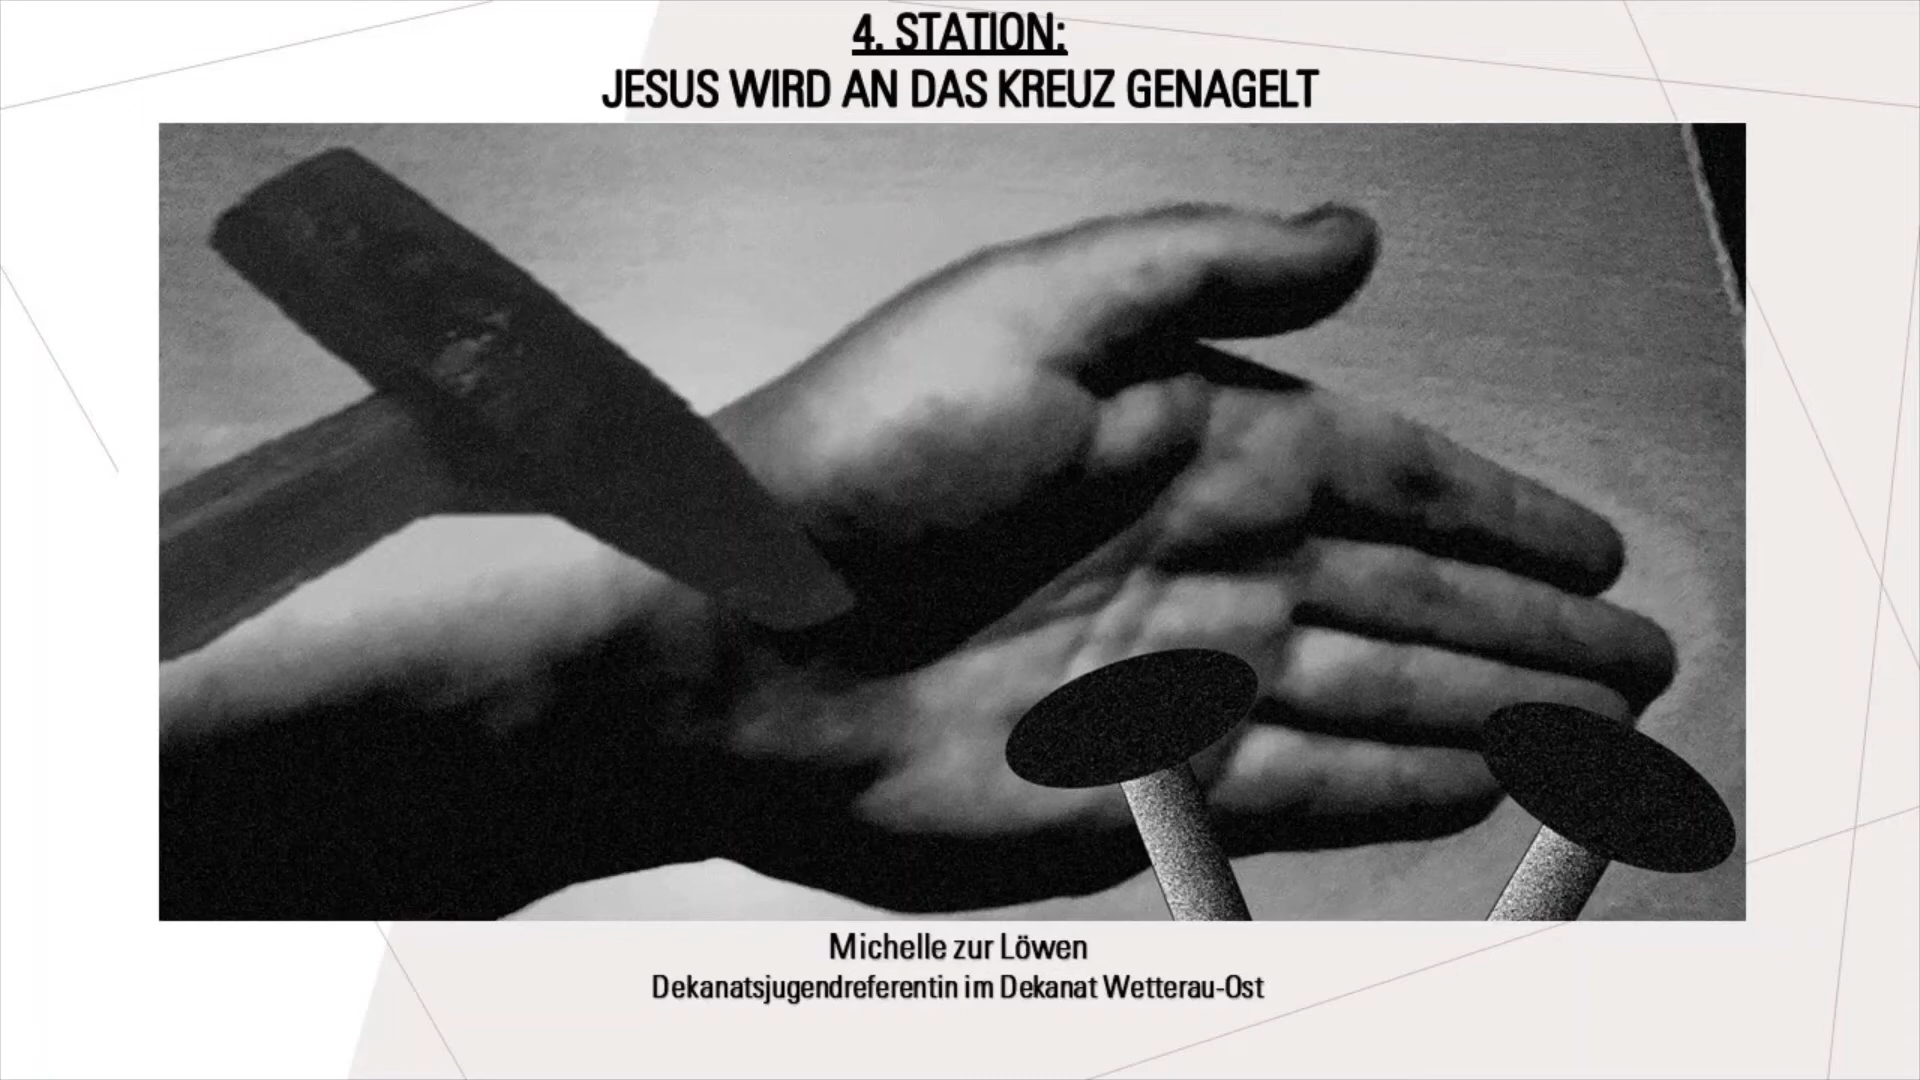 4. STATION:
JESUS WIRD AN DAS KREUZ GENAGELT
Michelle zur Löwen
Dekanatsjugendreferentin im Dekanat Wetterau-Ost